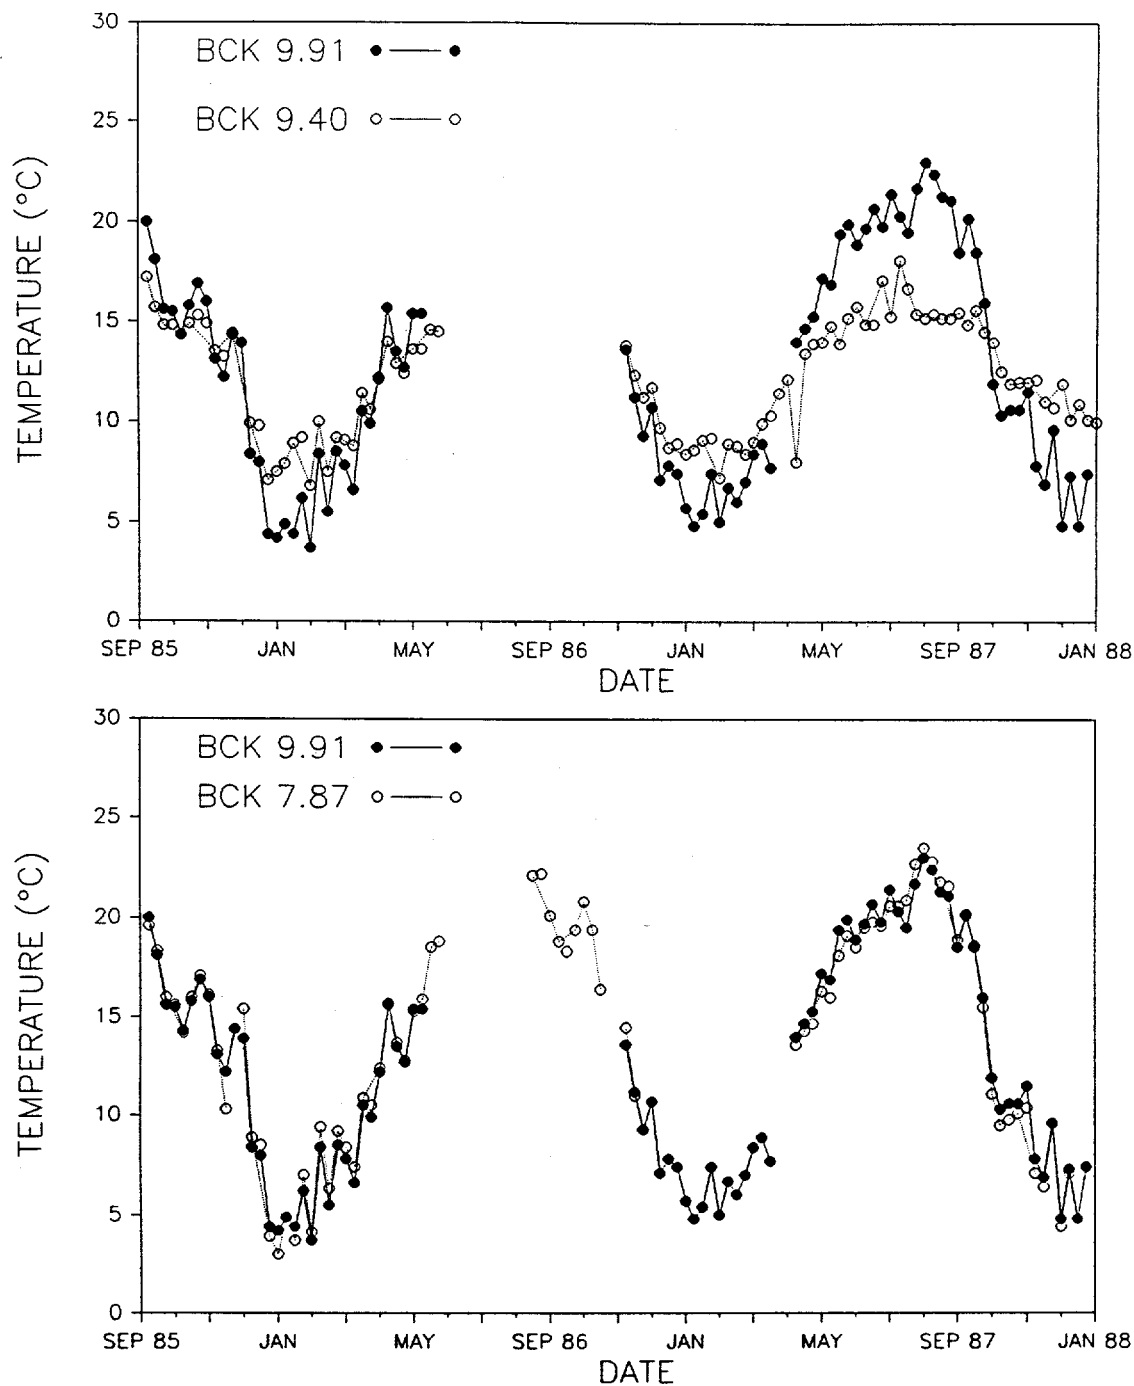 30
BCK 9.91
BCK 9.40
25
20
15
10
5
0
TEMPERATURE (°C)
SEP 85 JAN MAY SEP 86 JAN MAY SEP 87 JAN 88
DATE
30
BCK 9.91
BCK 7.87
25
20
15
10
5
0
TEMPERATURE (°C)
SEP 85 JAN MAY SEP 86 JAN MAY SEP 87 JAN 88
DATE